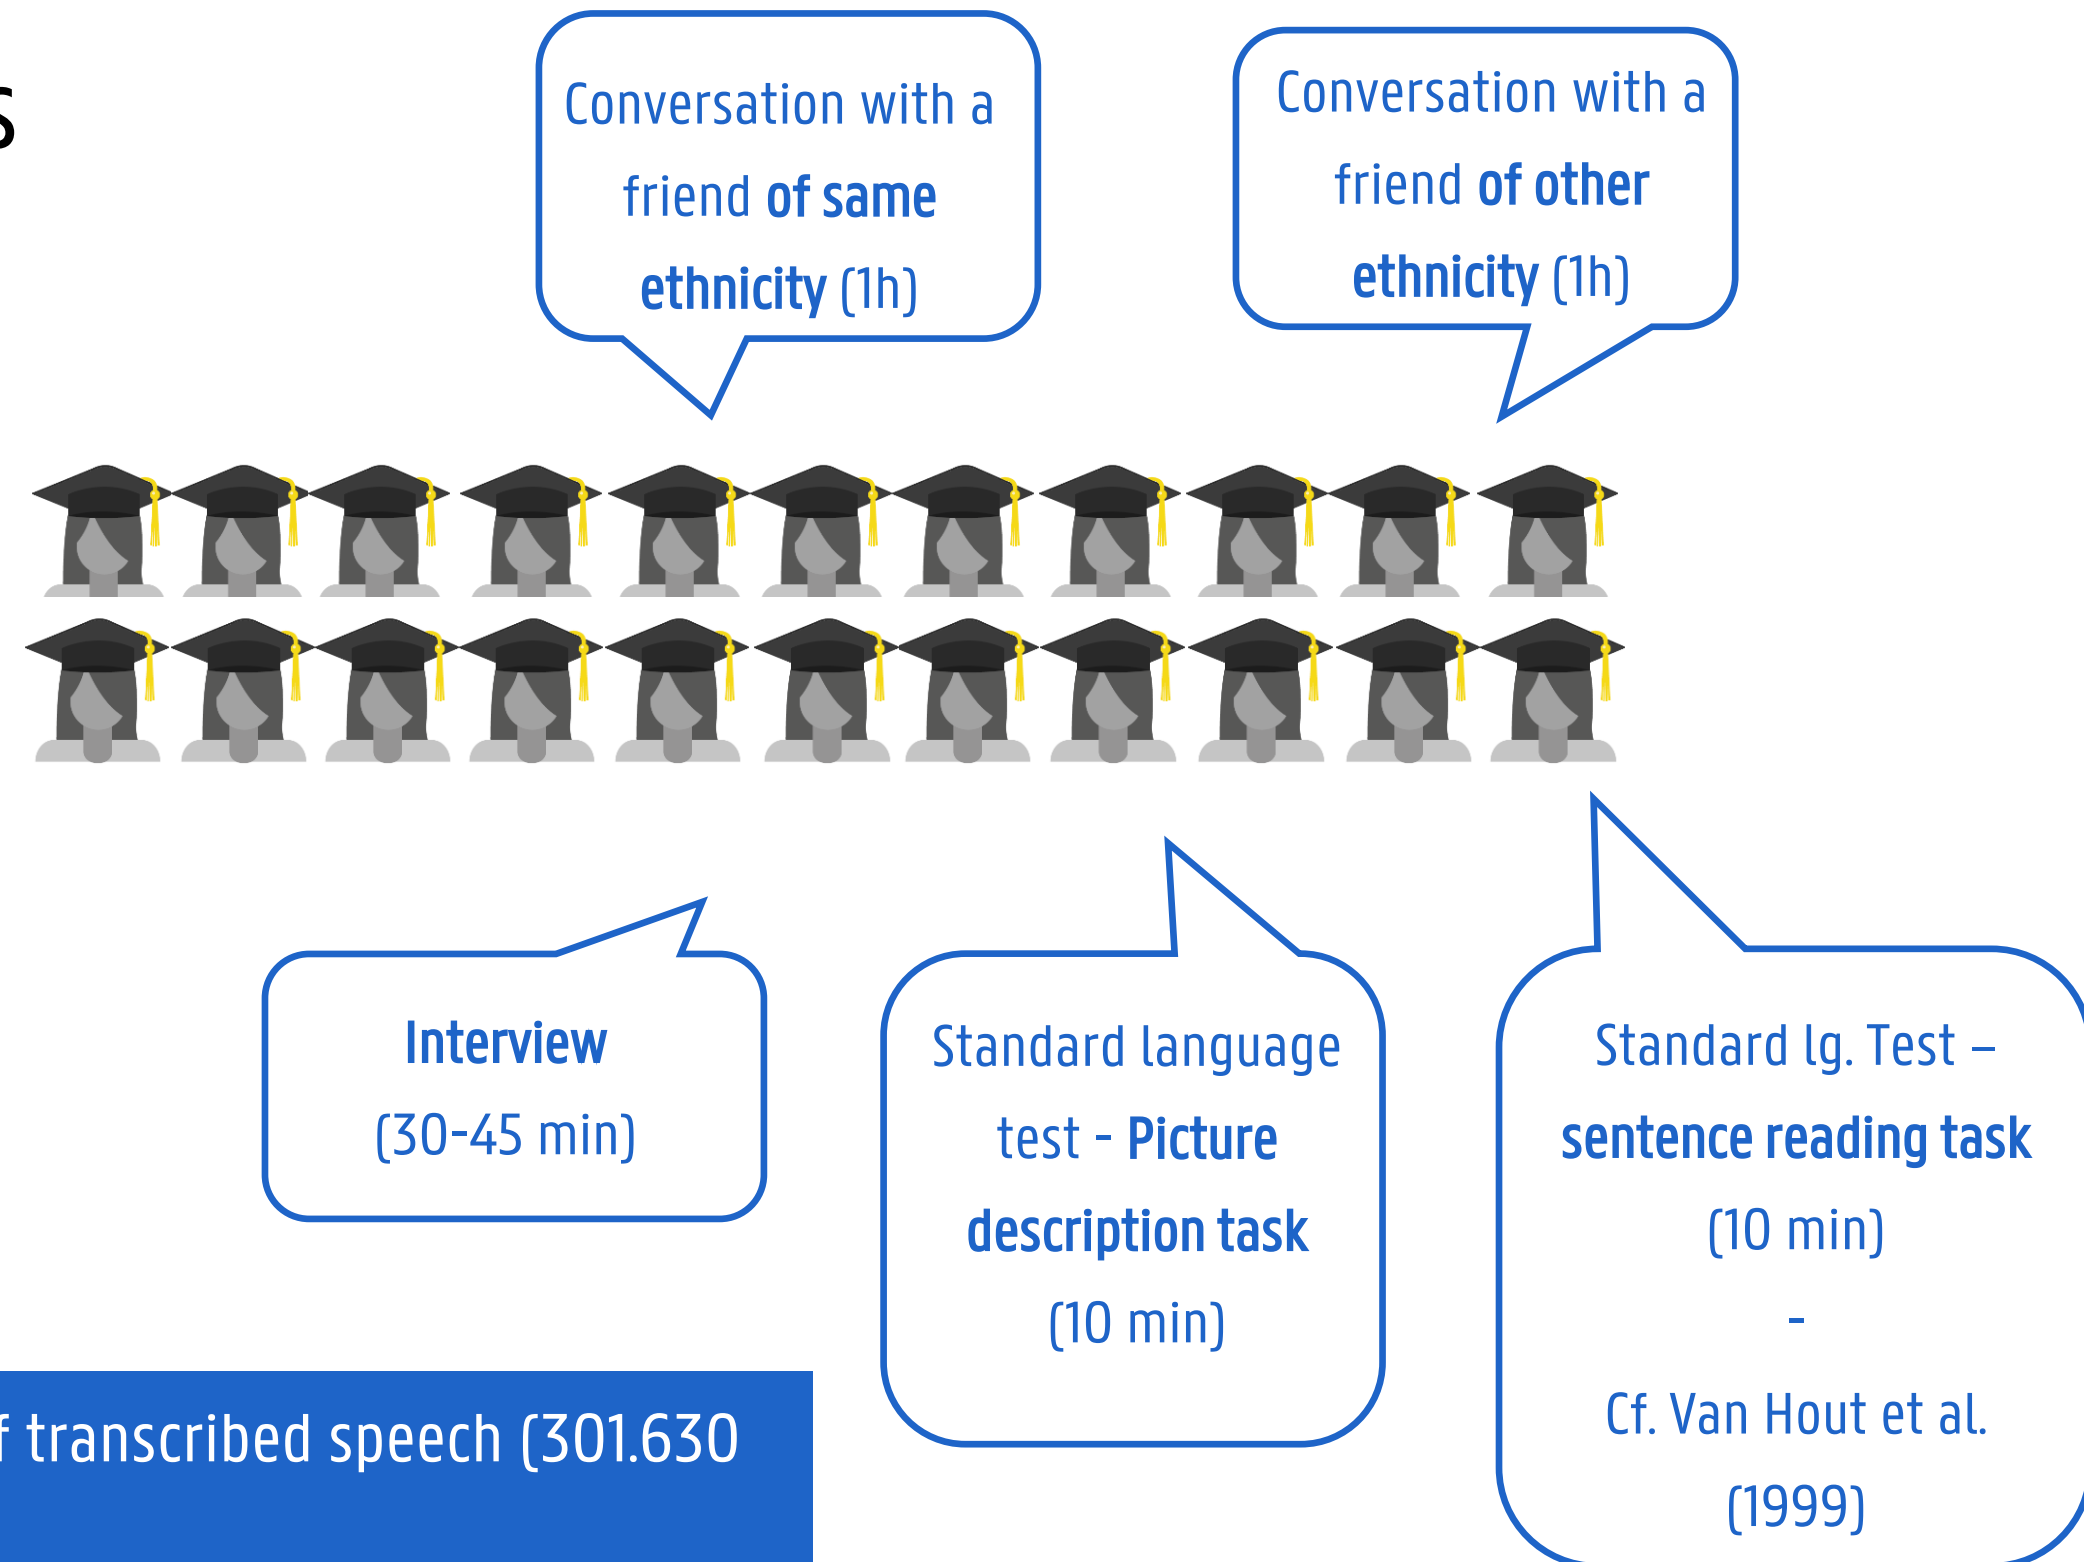 s
Conversation with a
friend of same
ethnicity (1h)
Conversation with a
friend of other
ethnicity (1h)
Interview
(30-45 min)
Standard language
test - Picture
description task
(10 min)
Standard lg. Test –
sentence reading task
(10 min)
-
Cf. Van Hout et al.
(1999)
f transcribed speech (301.630